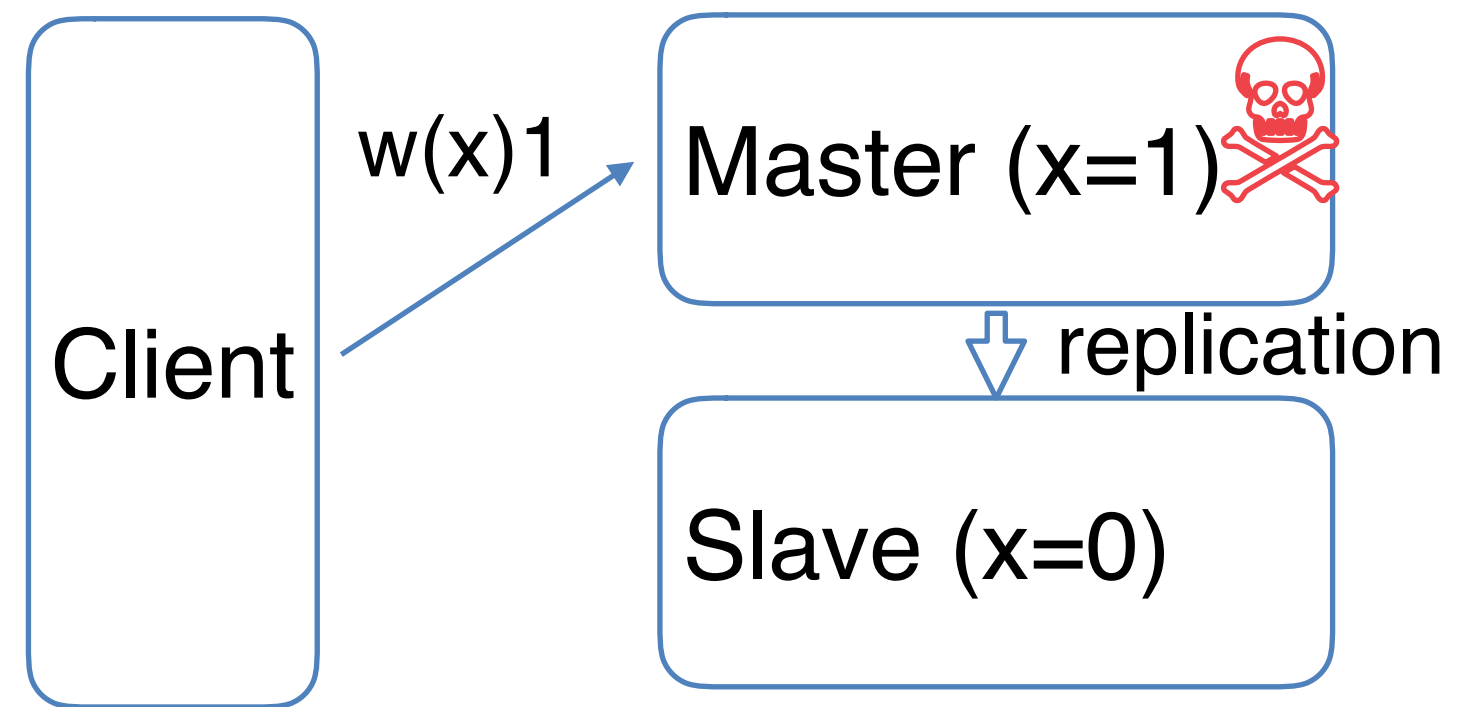 w(x)1
Master (x=1)
Client
replication
Slave (x=0)